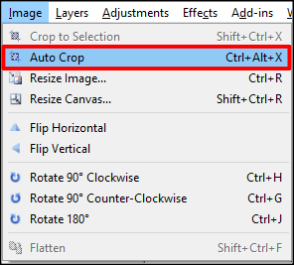 Image Layers Adjustments Effects Add-ins
Crop to Selection Shift+Ctrl+X
Auto Crop Ctrl+Alt+X
Resize Image... Ctrl+R
Resize Canvas... Shift+Ctrl+R
Flip Horizontal
Flip Vertical
Rotate 90° Clockwise Ctrl+H
Rotate 90° Counter-Clockwise Ctrl+G
Rotate 180° Ctrl+J
Flatten Shift+Ctrl+F